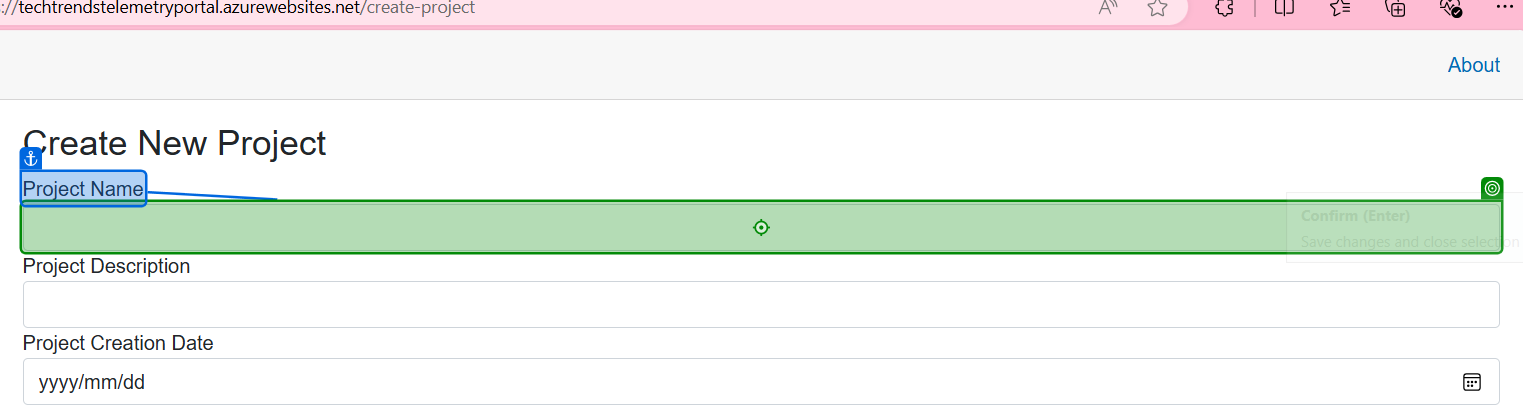 ://techtrendstelemetryportal.azurewebsites.net/create-project
About
Create New Project
Project Name
Confirm (Enter)
Save changes and close selection
Project Description
Project Creation Date
yyyy/mm/dd